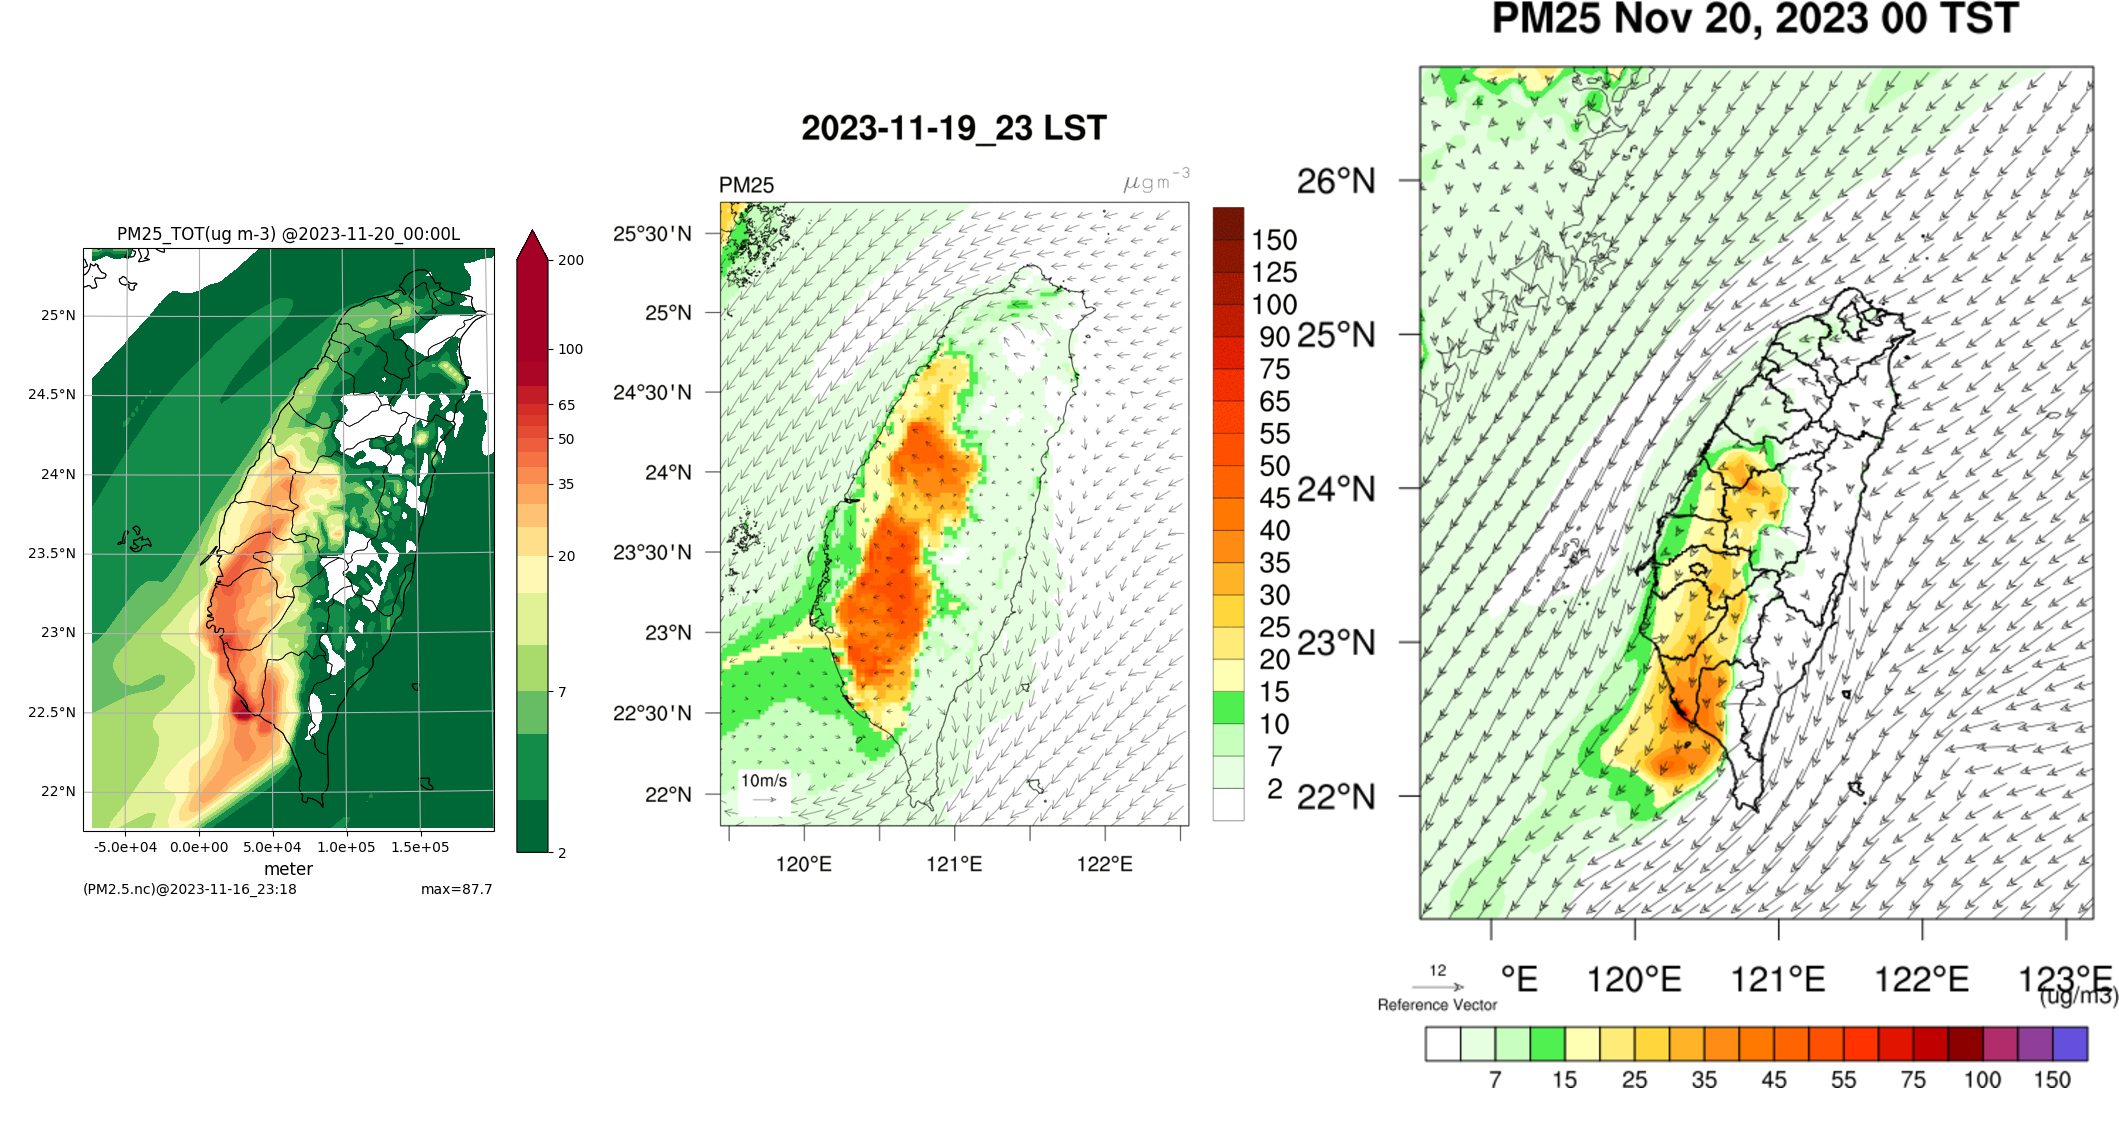 PM25_TOT(ug m-3) @2023-11-20_00:00L
25°N
24.5°N
24°N
23.5°N
23°N
22.5°N
22°N
-5.0e+04 0.0e+00 5.0e+04 1.0e+05 1.5e+05
meter
(PM2.5.nc)@2023-11-16_23:18 max=87.7
200
100
65
50
35
20
7
2
2023-11-19_23 LST
PM25 μgm⁻³
25°30'N
25°N
24°30'N
24°N
23°30'N
23°N
22°30'N
22°N
10m/s
120°E 121°E 122°E
150
125
100
90
75
65
55
50
45
40
35
30
25
20
15
10
7
2
PM25 Nov 20, 2023 00 TST
26°N
25°N
24°N
23°N
22°N
°E 120°E 121°E 122°E 123°E
12
Reference Vector
(ug/m3)
7 15 25 35 45 55 75 100 150